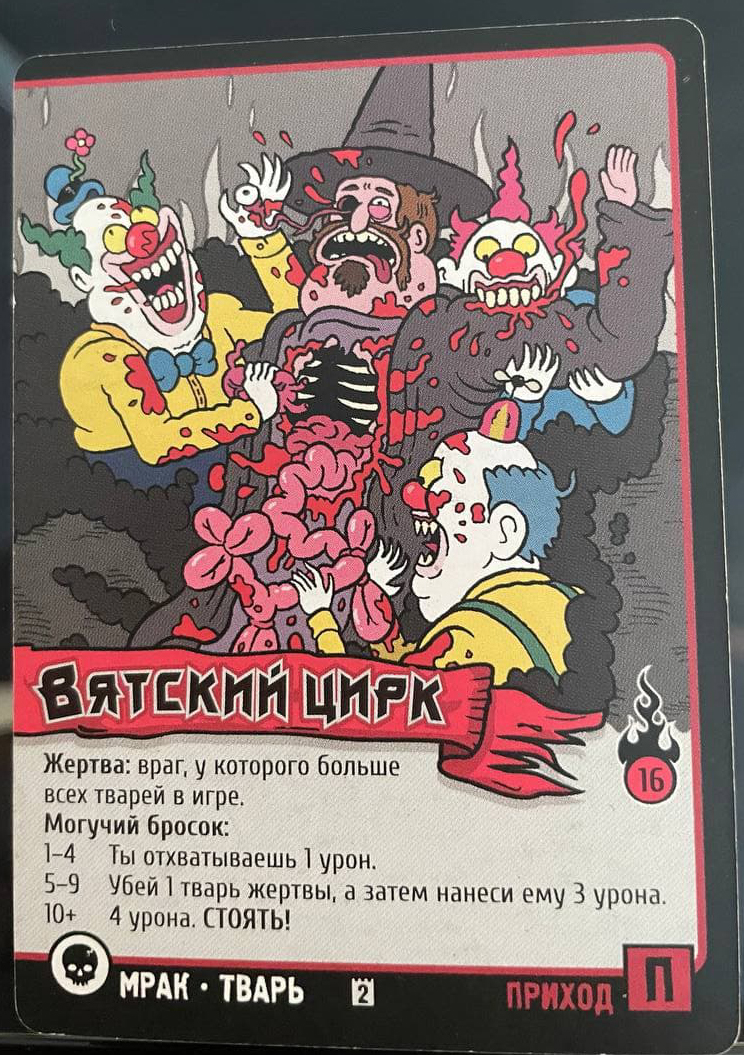 Вятский цирк
16
Жертва: враг, у которого больше
всех тварей в игре.
Могучий бросок:
1–4 Ты отхватываешь 1 урон.
5–9 Убей 1 тварь жертвы, а затем нанеси ему 3 урона.
10+ 4 урона. СТОЯТЬ!
МРАК • ТВАРЬ
2
ПРИХОД
П